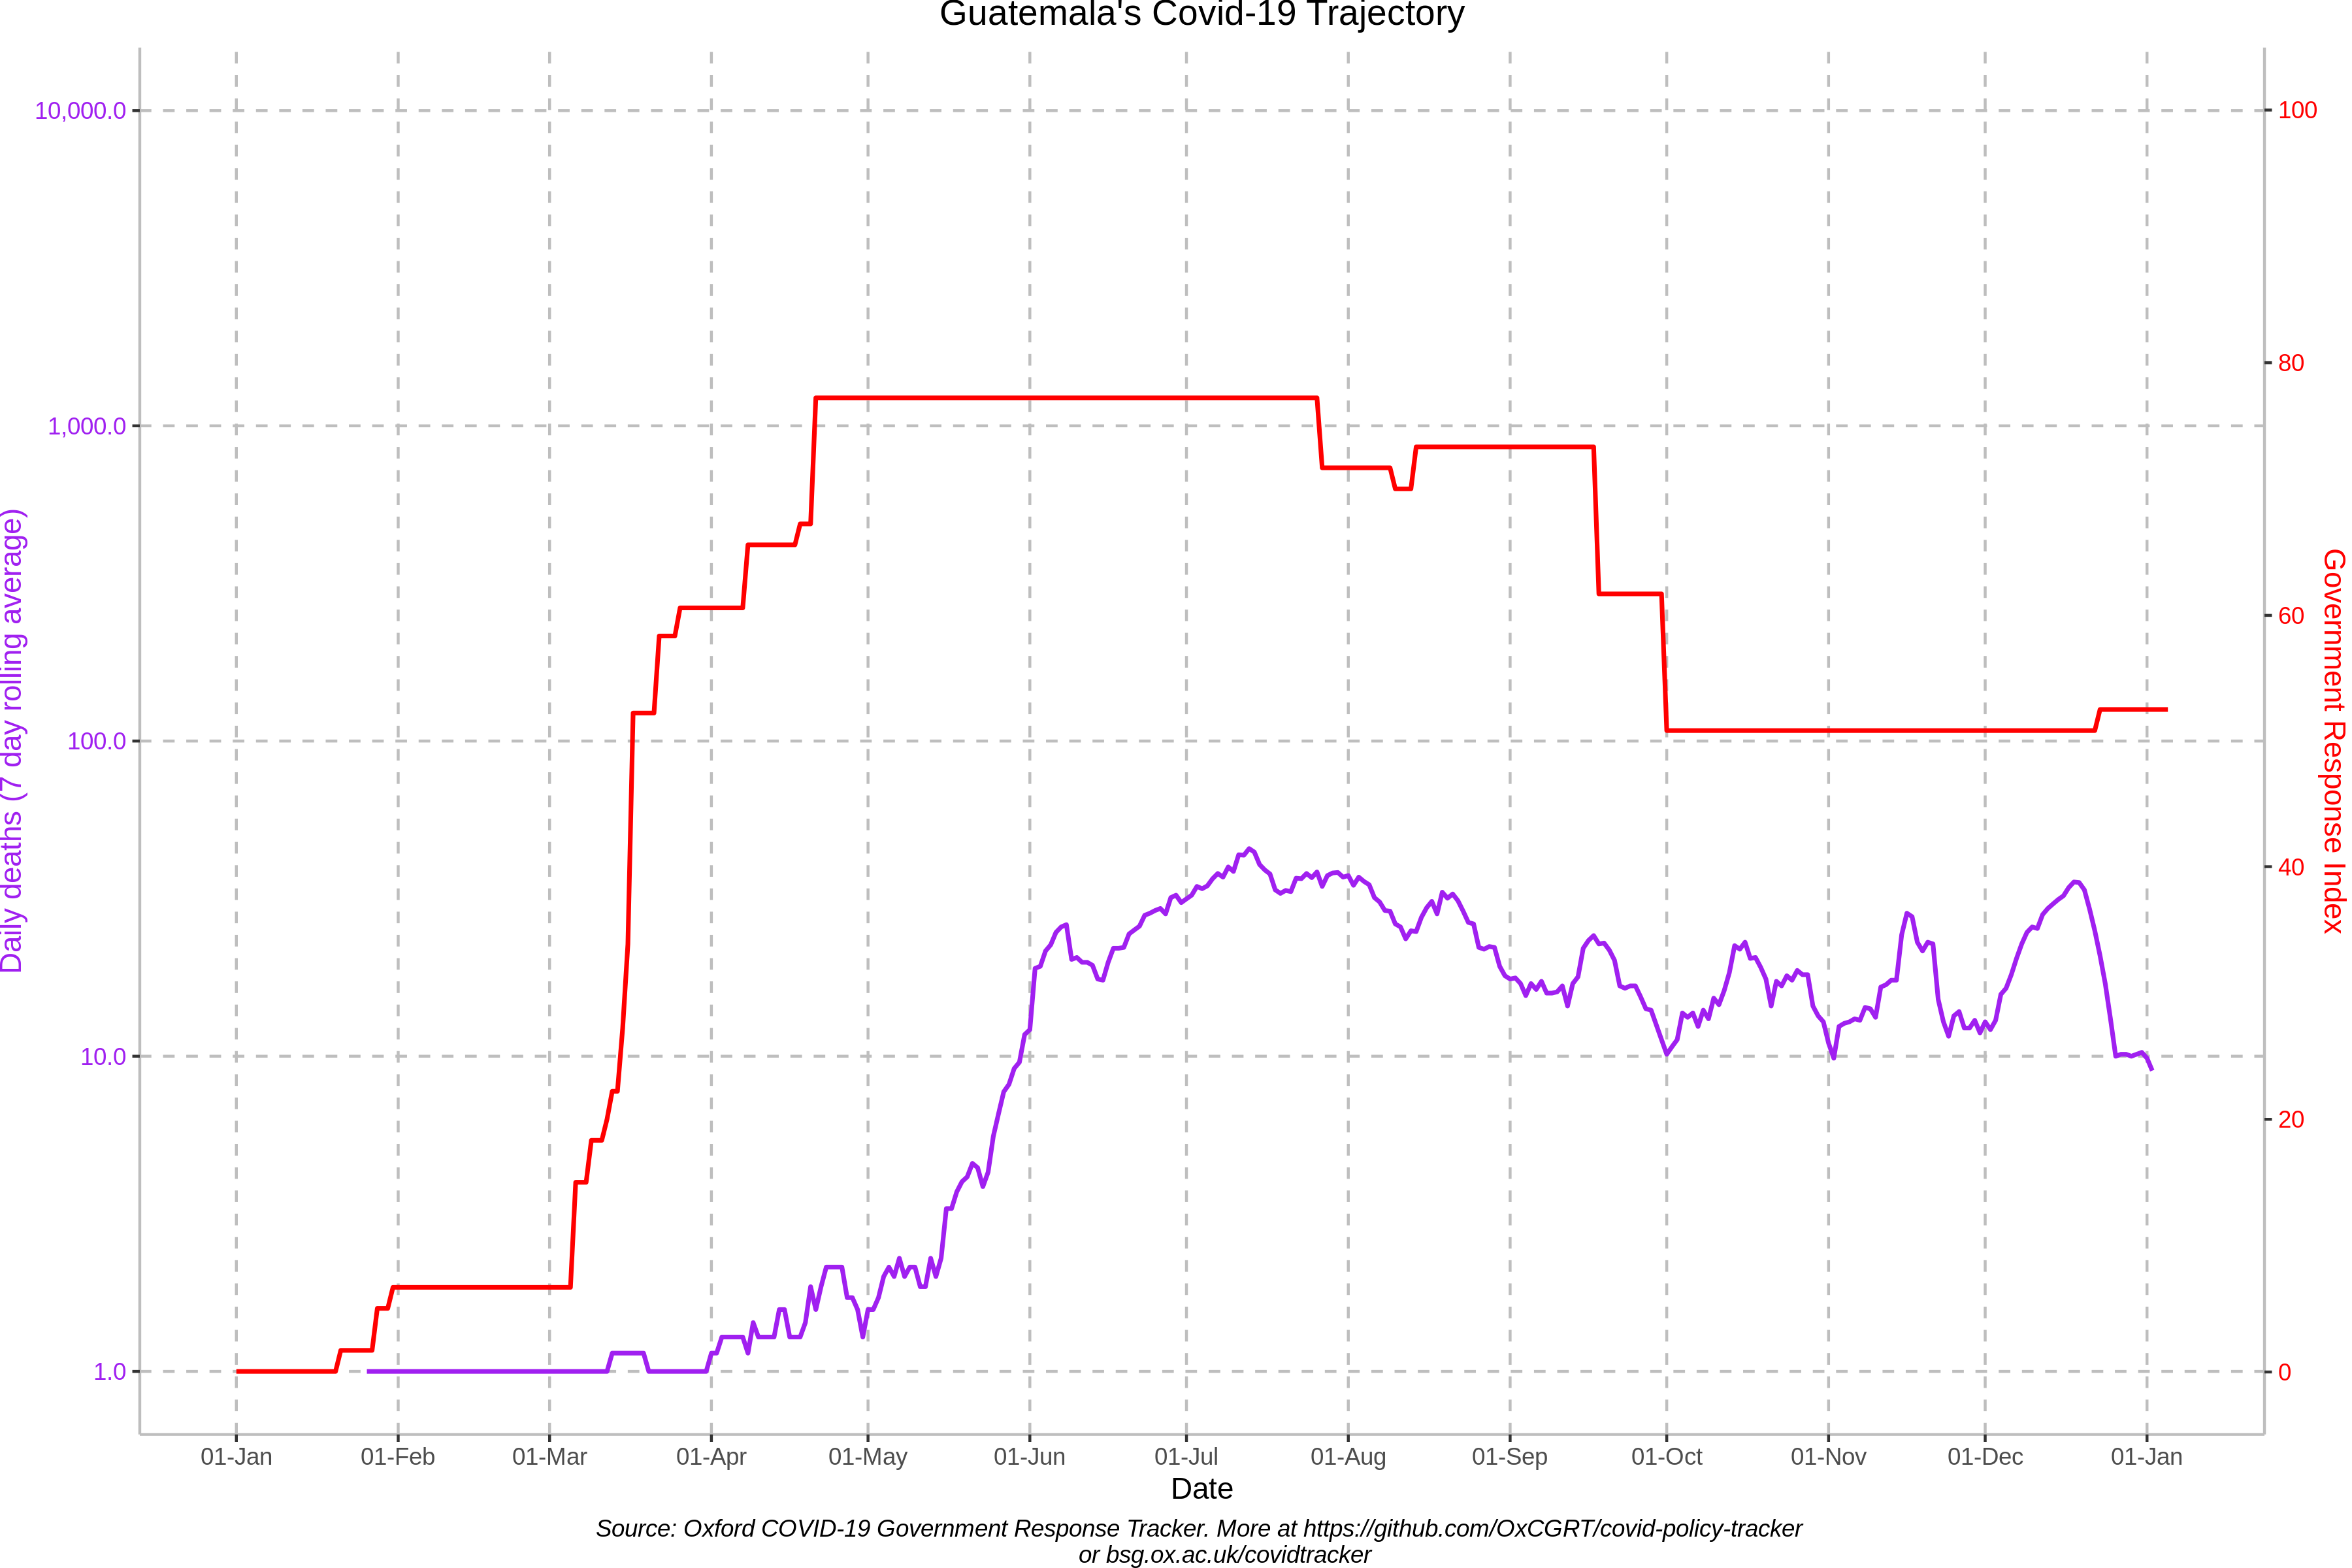 Guatemala's Covid-19 Trajectory
10,000.0
1,000.0
100.0
10.0
1.0
Daily deaths (7 day rolling average)
100
80
60
40
20
0
Government Response Index
01-Jan 01-Feb 01-Mar 01-Apr 01-May 01-Jun 01-Jul 01-Aug 01-Sep 01-Oct 01-Nov 01-Dec 01-Jan
Date
Source: Oxford COVID-19 Government Response Tracker. More at https://github.com/OxCGRT/covid-policy-tracker
or bsg.ox.ac.uk/covidtracker